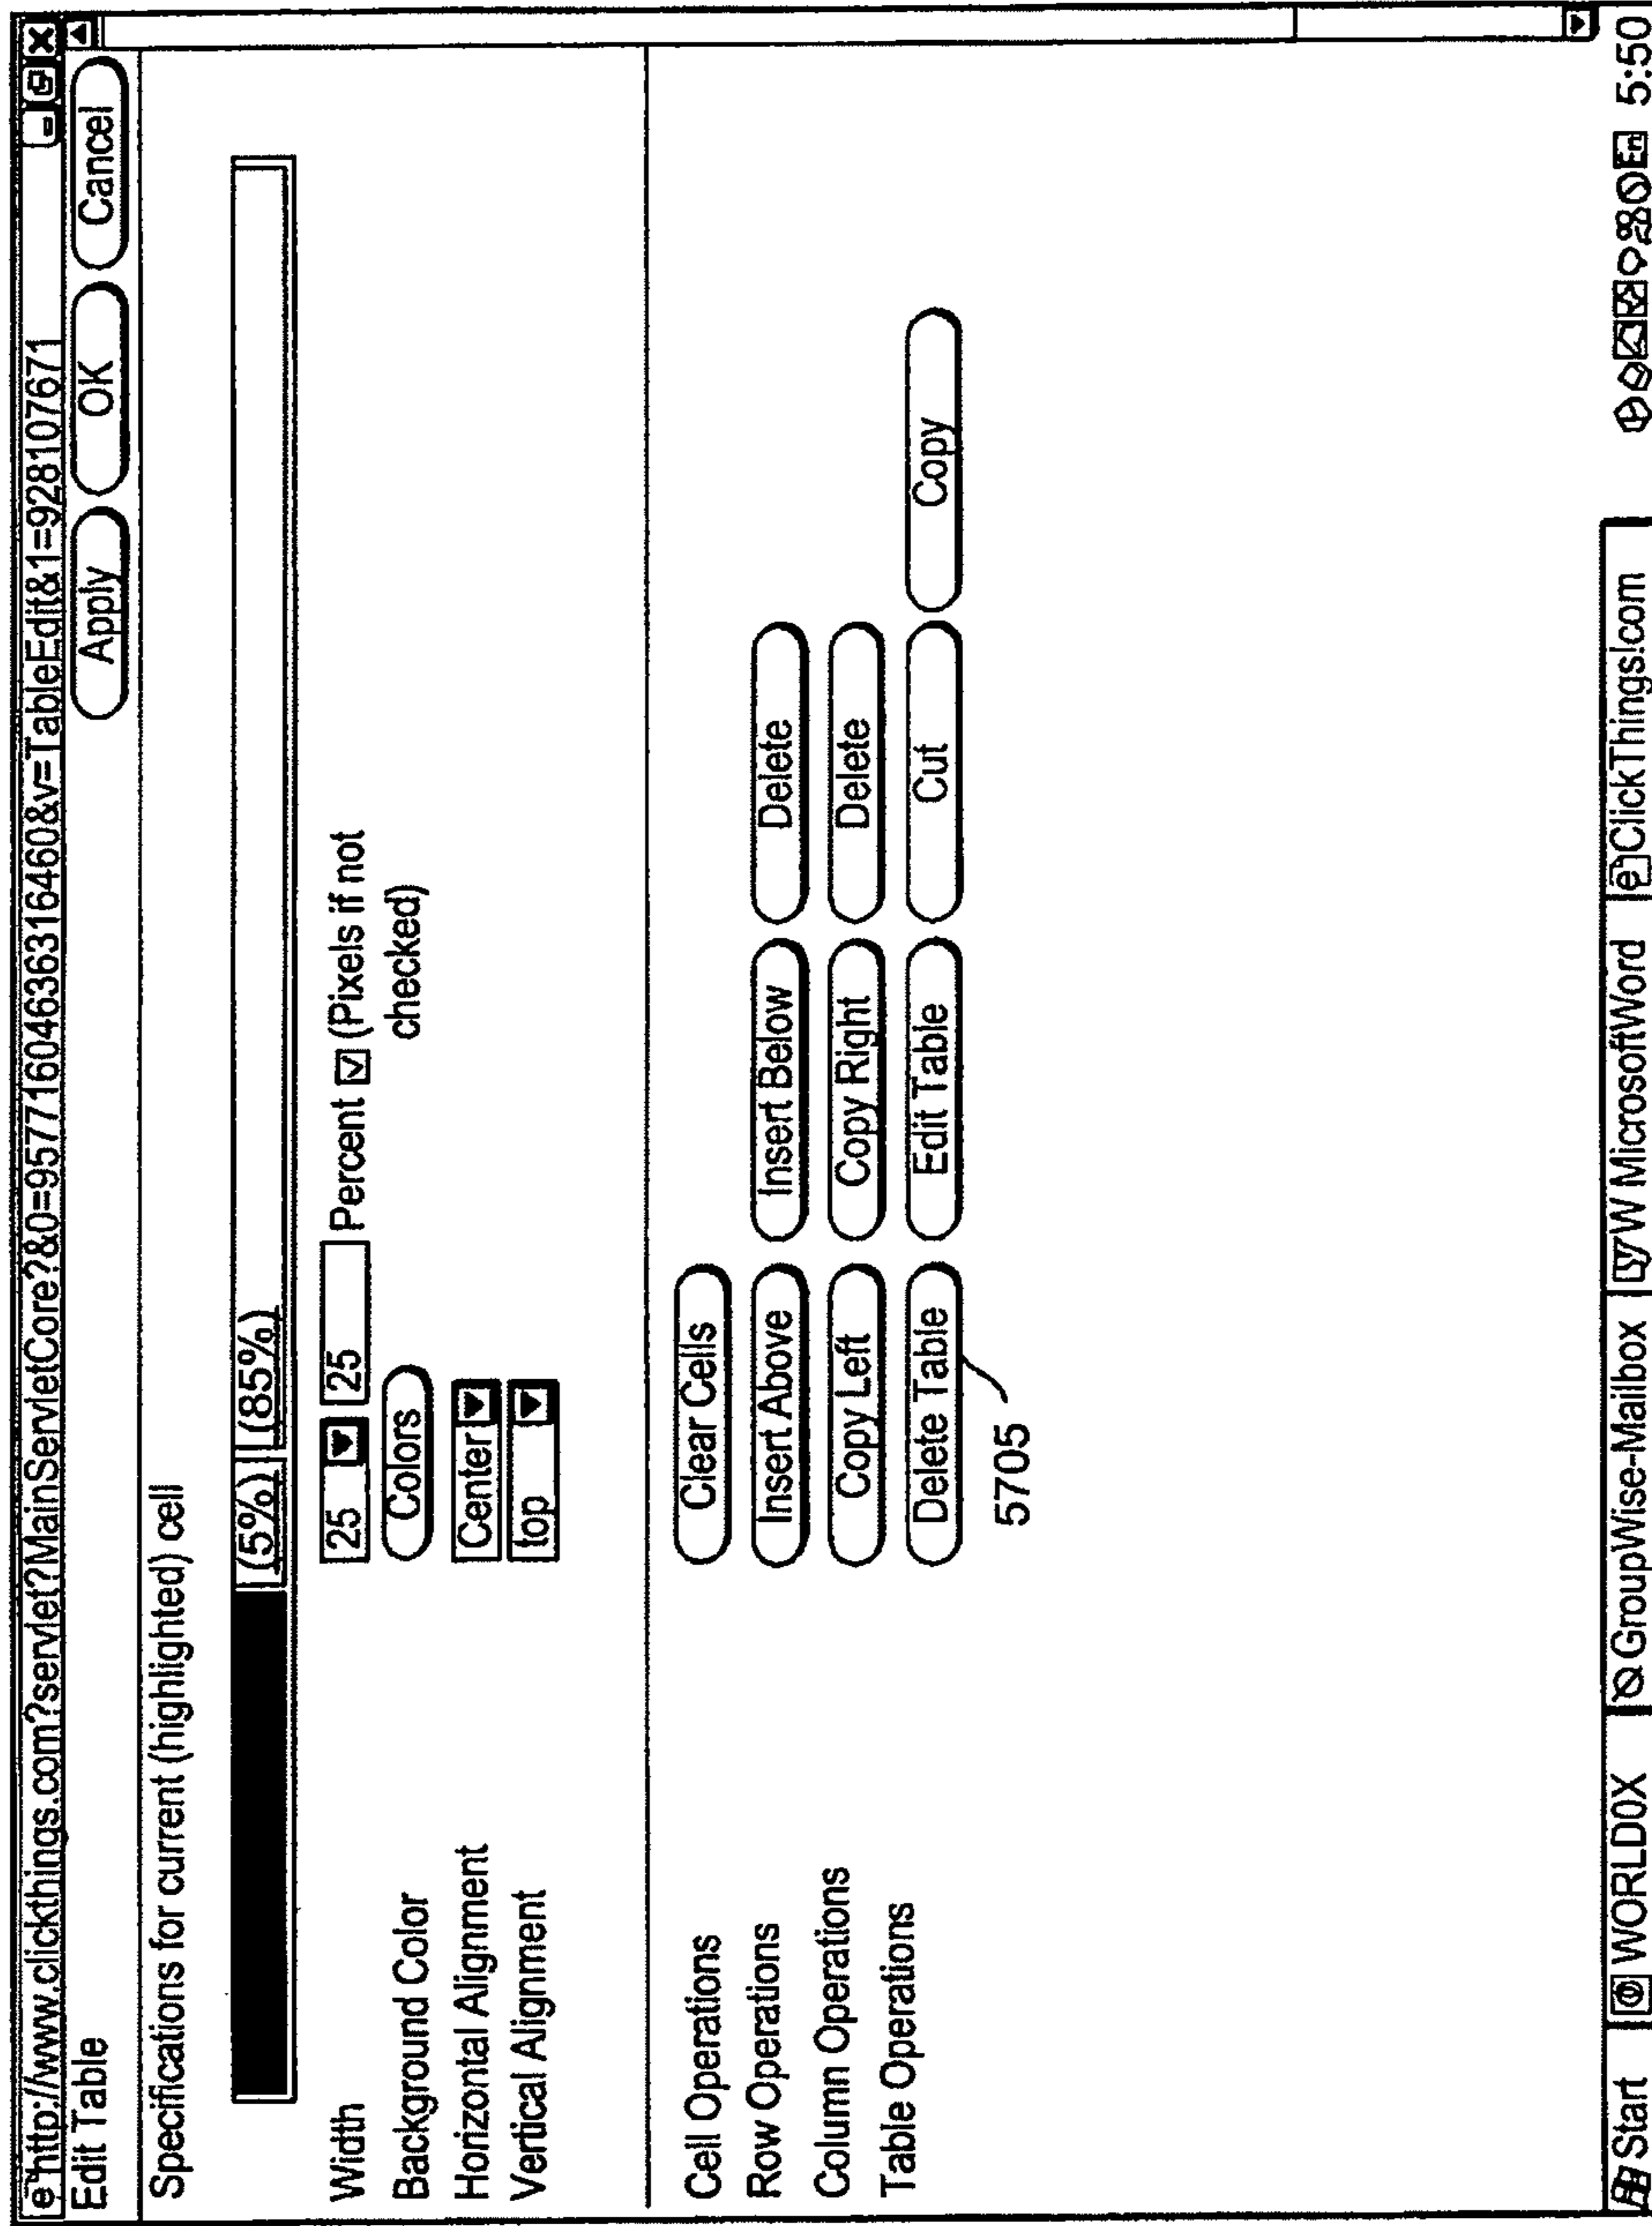 http://www.clickthings.com?servlet?MainServletCore?&0=95771604636316460&v=TableEdit&1=928107671
Edit Table Apply OK Cancel
Specifications for current (highlighted) cell
(5%) (85%)
Width 25 25 Percent (Pixels if not
checked)
Background Color Colors
Horizontal Alignment Center
Vertical Alignment top
Cell Operations Clear Cells
Row Operations Insert Above Insert Below Delete
Column Operations Copy Left Copy Right Delete
Table Operations Delete Table Edit Table Cut Copy
5705
Start WORLD0X GroupWise-Mailbox W MicrosoftWord ClickThings!com En 5:50